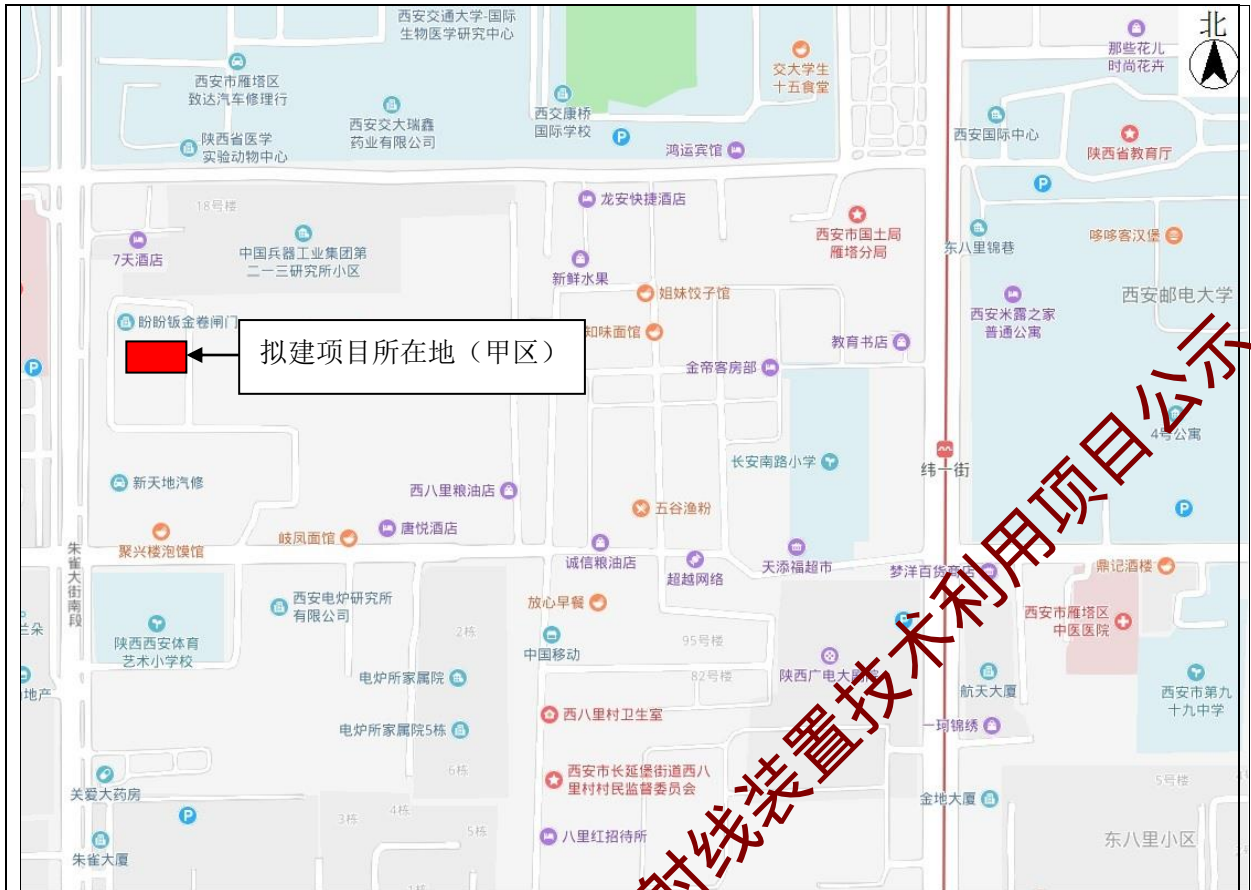 西安交通大学-国际
生物医学研究中心
北
那些花儿
时尚花卉
西安市雁塔区
致达汽车修理行
交大学生
十五食堂
西安交大瑞鑫
药业有限公司
西交康桥
国际学校
P
西安国际中心
陕西省教育厅
陕西省医学
实验动物中心
鸿运宾馆
P
18号楼
龙安快捷酒店
西安市国土局
雁塔分局
东八里锦巷
哆哆客汉堡
7天酒店
中国兵器工业集团第
二一三研究所小区
新鲜水果
姐妹饺子馆
西安米露之家
普通公寓
西安邮电大学
盼盼钣金卷闸门
知味面馆
教育书店
拟建项目所在地（甲区）
P
金帝客房部
4号公寓
长安南路小学
纬一街
新天地汽修
西八里粮油店
五谷渔粉
P
朱雀大街南段
聚兴楼泡馍馆
岐凤面馆
唐悦酒店
诚信粮油店
超越网络
天添福超市
梦洋百货商店
鼎记酒楼
兰朵
陕西西安体育
艺术小学校
西安电炉研究所
有限公司
放心早餐
2栋
中国移动
95号楼
P
西安市雁塔区
中医医院
地产
电炉所家属院
82号楼
陕西广电大剧院
航天大厦
西安市第九
十九中学
电炉所家属院5栋
西八里村卫生室
一珂锦绣
6栋
西安市长延堡街道西八
里村村民监督委员会
5号楼
关爱大药房
P
3栋
4栋
5栋
八里红招待所
金地大厦
东八里小区
朱雀大厦
1栋
射线装置技术利用项目公示